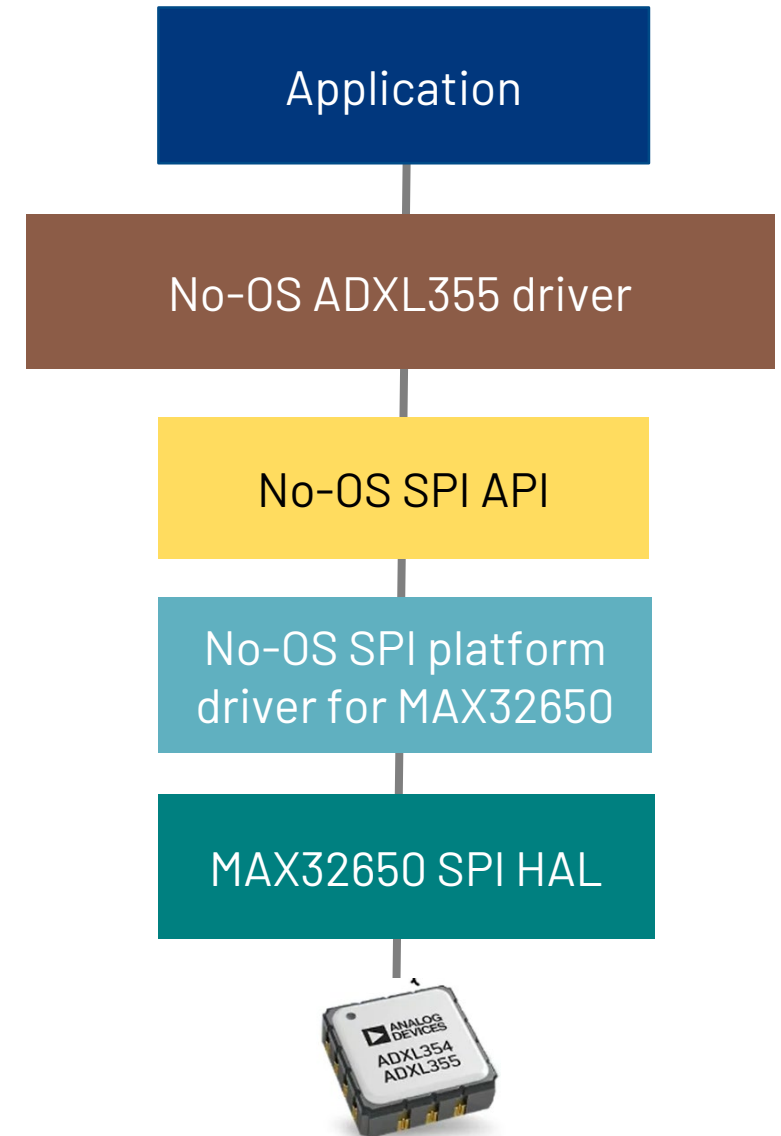 Application
No-OS ADXL355 driver
No-OS SPI API
No-OS SPI platform
driver for MAX32650
MAX32650 SPI HAL
ANALOG
DEVICES
ADXL354
ADXL355